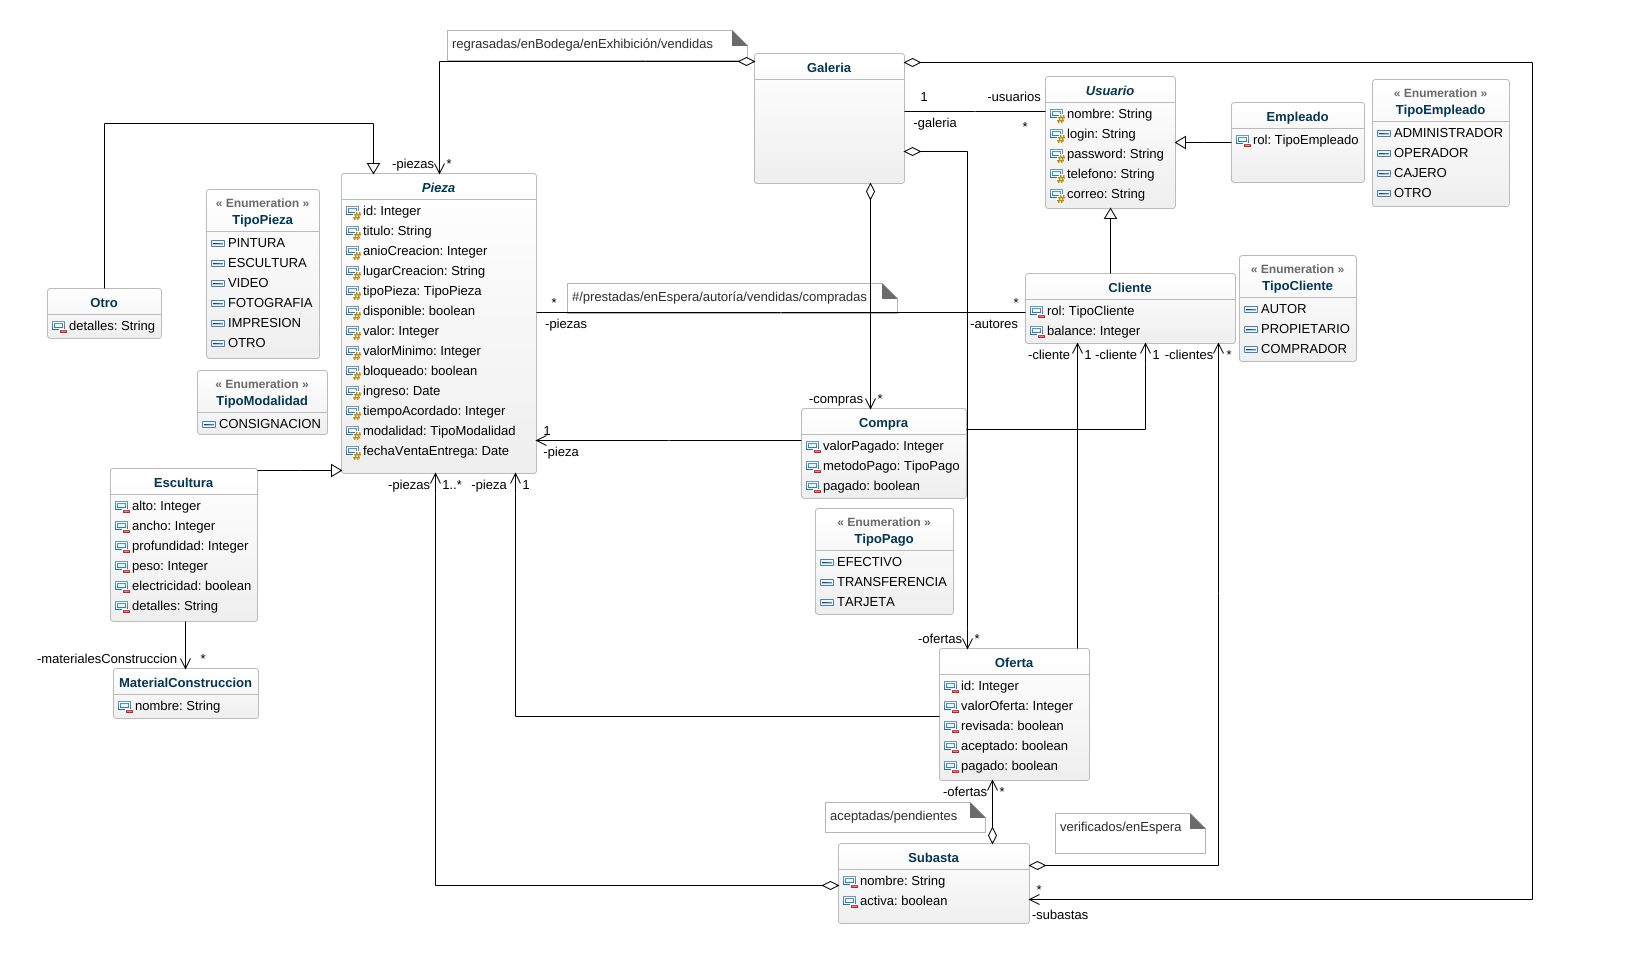 regrasadas/enBodega/enExhibición/vendidas
Galeria
1
-usuarios
-galeria
*
Usuario
nombre: String
login: String
password: String
telefono: String
correo: String
Empleado
rol: TipoEmpleado
« Enumeration »
TipoEmpleado
ADMINISTRADOR
OPERADOR
CAJERO
OTRO
-piezas
*
Pieza
id: Integer
titulo: String
anioCreacion: Integer
lugarCreacion: String
tipoPieza: TipoPieza
disponible: boolean
valor: Integer
valorMinimo: Integer
bloqueado: boolean
ingreso: Date
tiempoAcordado: Integer
modalidad: TipoModalidad
fechaVentaEntrega: Date
« Enumeration »
TipoPieza
PINTURA
ESCULTURA
VIDEO
FOTOGRAFIA
IMPRESION
OTRO
Otro
detalles: String
« Enumeration »
TipoModalidad
CONSIGNACION
*
-piezas
#/prestadas/enEspera/autoría/vendidas/compradas
*
-autores
Cliente
rol: TipoCliente
balance: Integer
« Enumeration »
TipoCliente
AUTOR
PROPIETARIO
COMPRADOR
-cliente
1
-cliente
1
-clientes
*
-compras
*
Compra
valorPagado: Integer
metodoPago: TipoPago
pagado: boolean
1
-pieza
« Enumeration »
TipoPago
EFECTIVO
TRANSFERENCIA
TARJETA
-piezas
1..*
-pieza
1
Escultura
alto: Integer
ancho: Integer
profundidad: Integer
peso: Integer
electricidad: boolean
detalles: String
-materialesConstruccion
*
MaterialConstruccion
nombre: String
-ofertas
*
Oferta
id: Integer
valorOferta: Integer
revisada: boolean
aceptado: boolean
pagado: boolean
-ofertas
*
aceptadas/pendientes
verificados/enEspera
Subasta
nombre: String
activa: boolean
*
-subastas